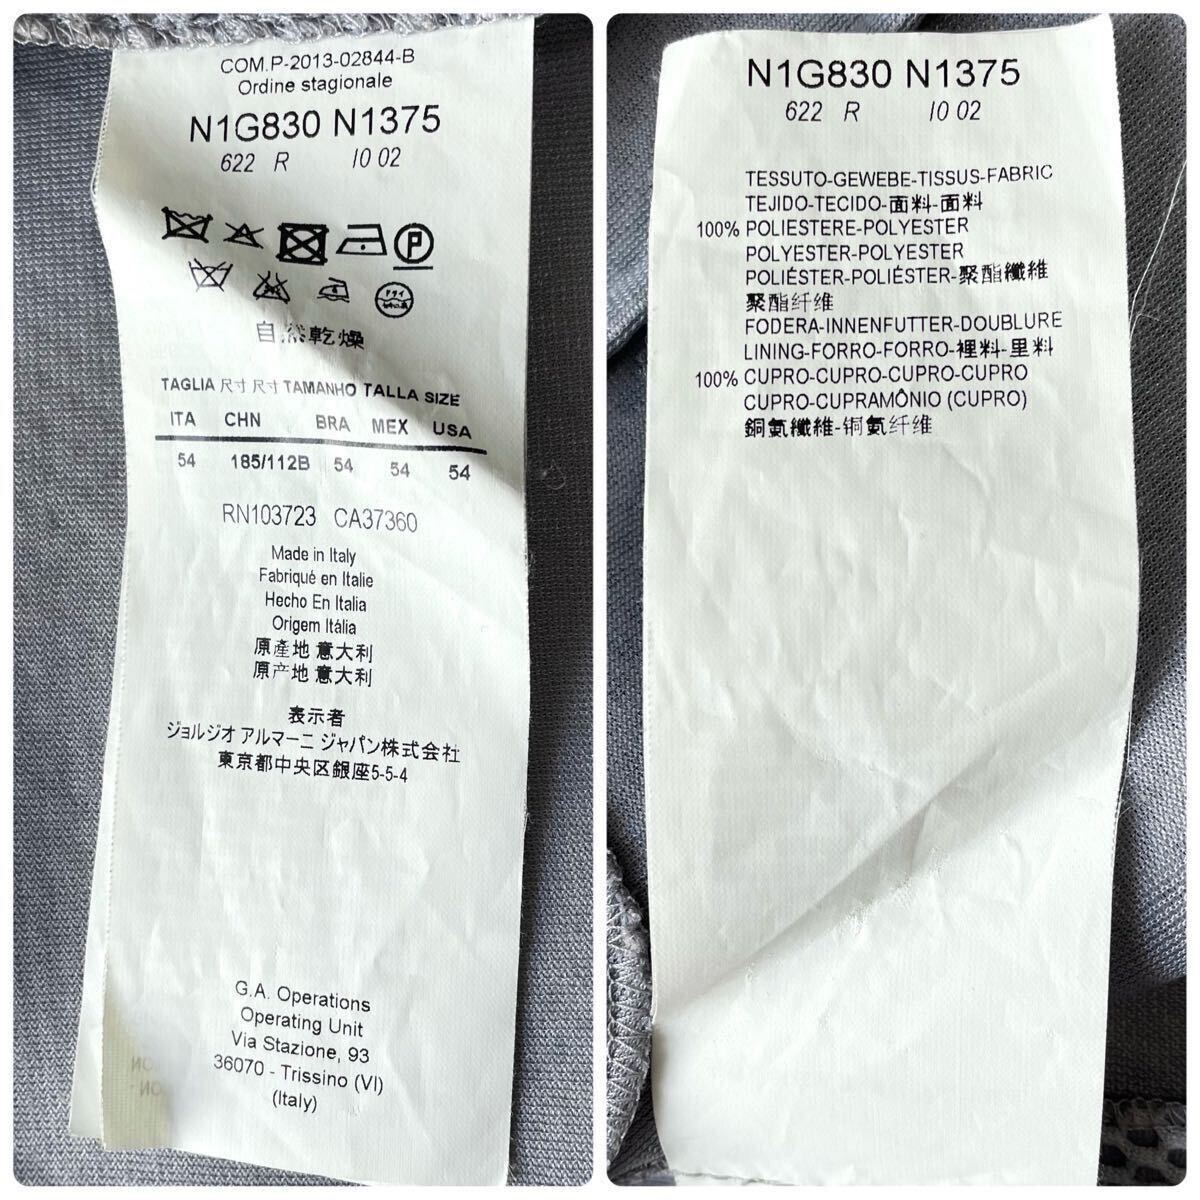 COM.P-2013-02844-B
Ordine stagionale
N1G830 N1375
622 R I0 02
P
自然乾燥
TAGLIA 尺寸 尺寸 TAMANHO TALLA SIZE
ITA CHN BRA MEX USA
54 185/112B 54 54 54
RN103723 CA37360
Made in Italy
Fabriqué en Italie
Hecho En Italia
Origem Itália
原產地 意大利
原产地 意大利
表示者
ジョルジオ アルマーニ ジャパン株式会社
東京都中央区銀座5-5-4
G.A. Operations
Operating Unit
Via Stazione, 93
36070 - Trissino (VI)
(Italy)
N1G830 N1375
622 R I0 02
TESSUTO-GEWEBE-TISSUS-FABRIC
TEJIDO-TECIDO-面料-面料
100% POLIESTERE-POLYESTER
POLYESTER-POLYESTER
POLIÉSTER-POLIÉSTER-聚酯纖維
聚酯纤维
FODERA-INNENFUTTER-DOUBLURE
LINING-FORRO-FORRO-裡料-里料
100% CUPRO-CUPRO-CUPRO-CUPRO
CUPRO-CUPRAMÔNIO (CUPRO)
銅氨纖維-铜氨纤维